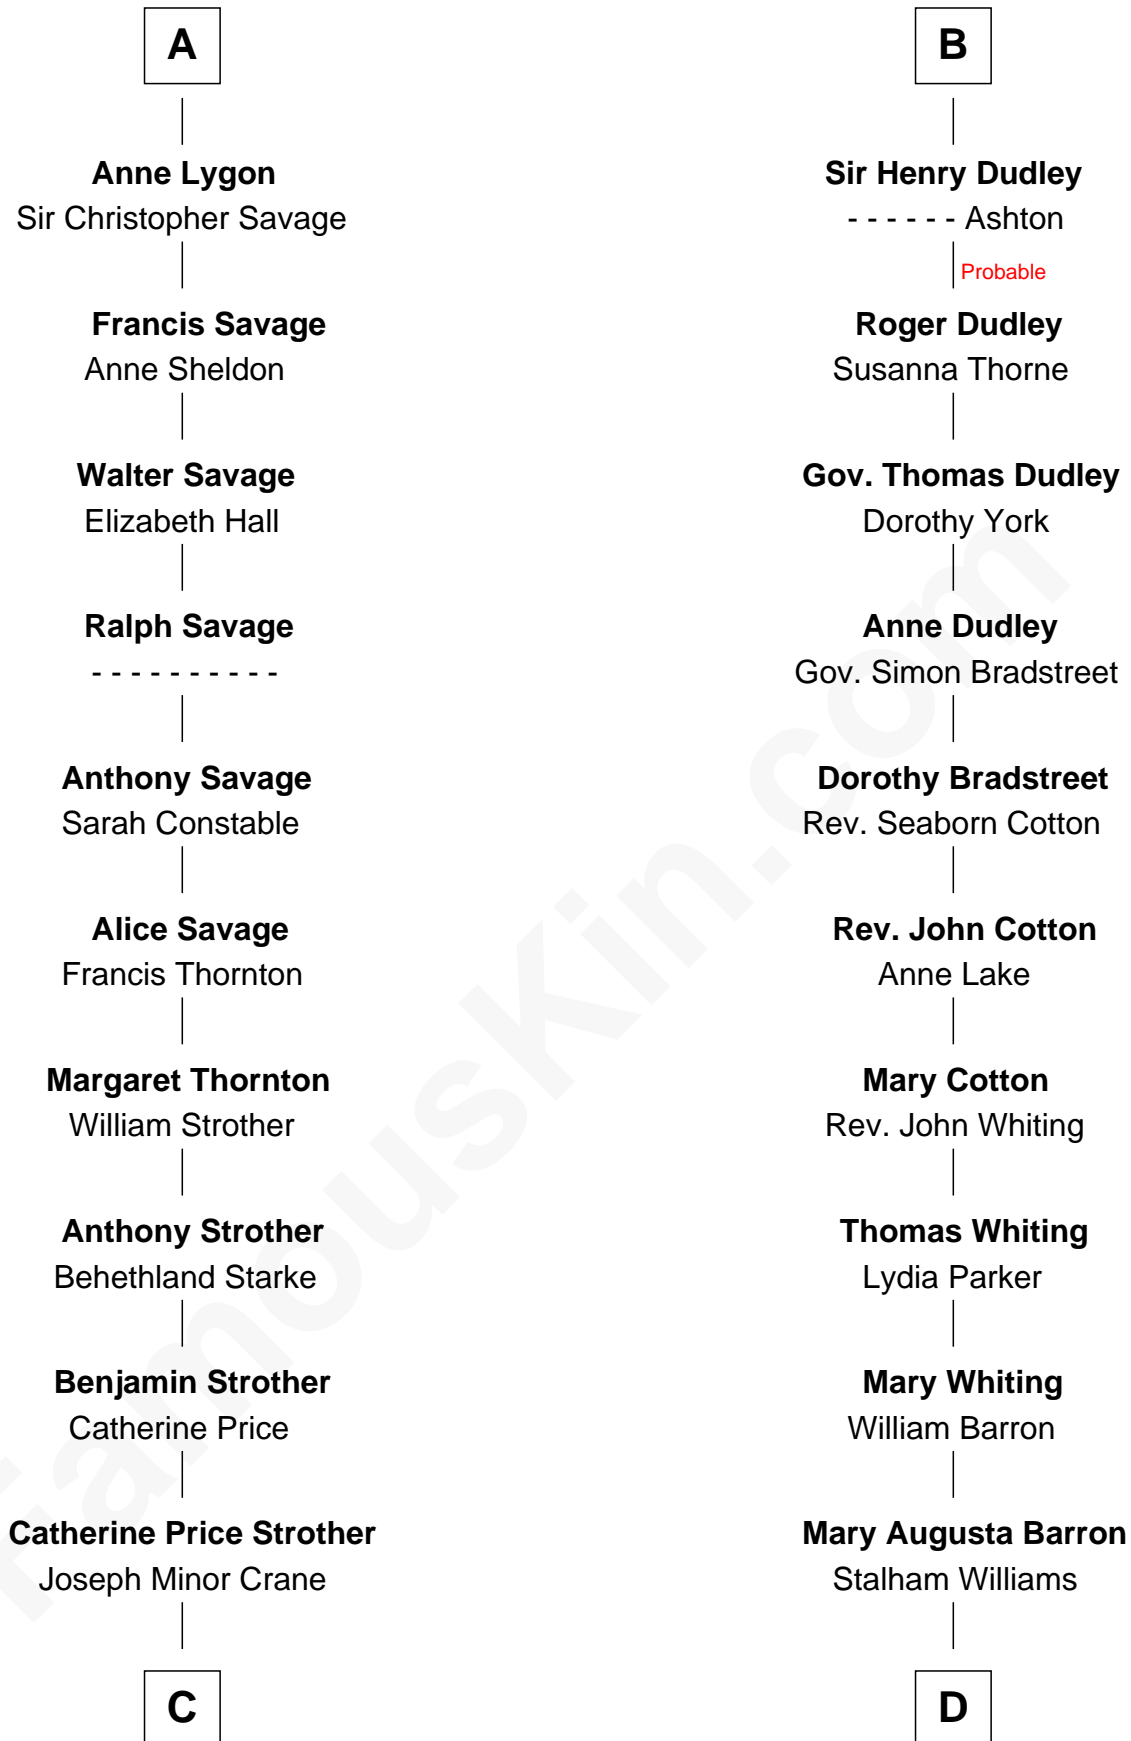 A
Anne Lygon
Sir Christopher Savage
Francis Savage
Anne Sheldon
Walter Savage
Elizabeth Hall
Ralph Savage
- - - - - - - - - -
Anthony Savage
Sarah Constable
Alice Savage
Francis Thornton
Margaret Thornton
William Strother
Anthony Strother
Behethland Starke
Benjamin Strother
Catherine Price
Catherine Price Strother
Joseph Minor Crane
C
B
Sir Henry Dudley
- - - - - - Ashton
Probable
Roger Dudley
Susanna Thorne
Gov. Thomas Dudley
Dorothy York
Anne Dudley
Gov. Simon Bradstreet
Dorothy Bradstreet
Rev. Seaborn Cotton
Rev. John Cotton
Anne Lake
Mary Cotton
Rev. John Whiting
Thomas Whiting
Lydia Parker
Mary Whiting
William Barron
Mary Augusta Barron
Stalham Williams
D
FamousKin.com